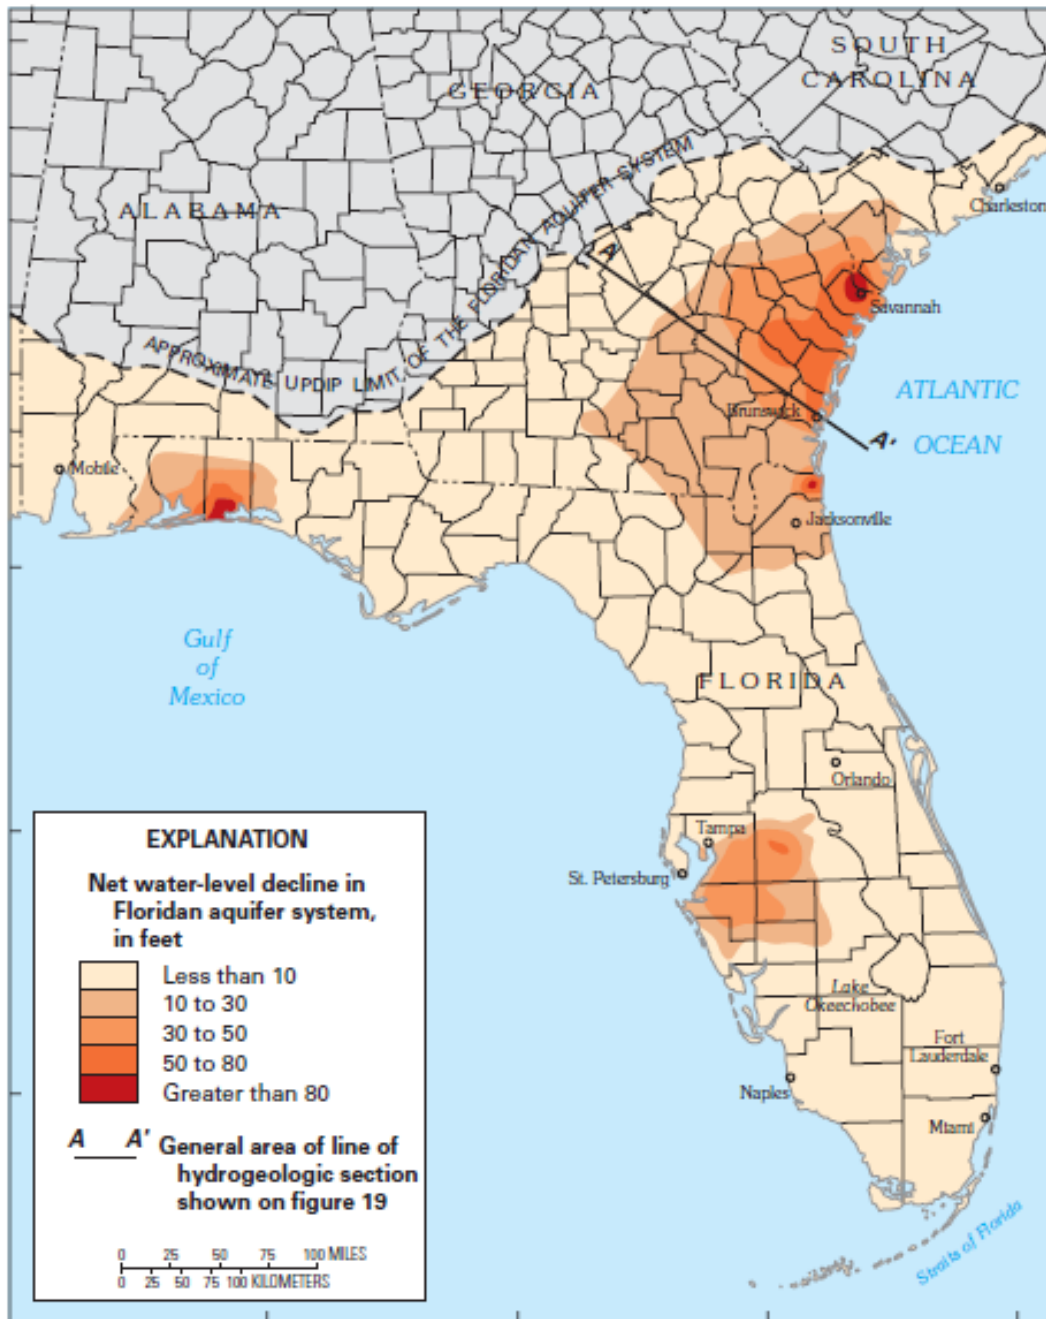 SOUTH
CAROLINA
GEORGIA
ALABAMA
APPROXIMATE UPDIP LIMIT OF THE FLORIDAN AQUIFER SYSTEM
A
Charleston
Savannah
ATLANTIC
OCEAN
Brunswick
A'
Mobile
Jacksonville
Gulf
of
Mexico
FLORIDA
Orlando
Tampa
St. Petersburg
Lake
Okeechobee
Fort
Lauderdale
Naples
Miami
Straits of Florida
EXPLANATION
Net water-level decline in
Floridan aquifer system,
in feet
Less than 10
10 to 30
30 to 50
50 to 80
Greater than 80
A A' General area of line of
hydrogeologic section
shown on figure 19
0 25 50 75 100 MILES
0 25 50 75 100 KILOMETERS